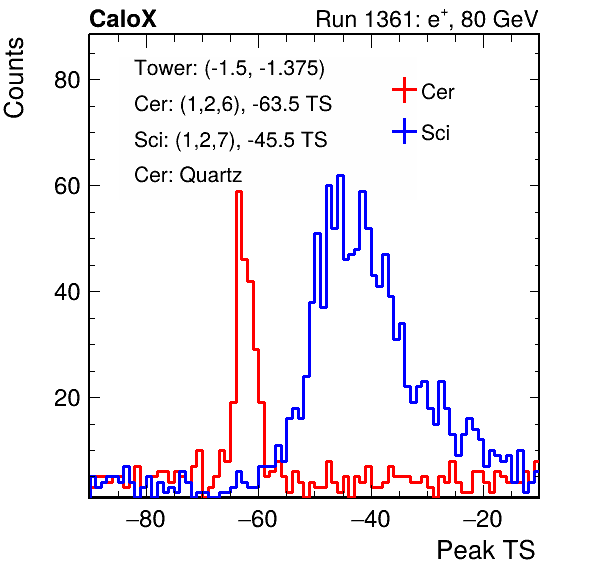 CaloX Run 1361: e⁺, 80 GeV
Counts
Tower: (-1.5, -1.375)
Cer: (1,2,6), -63.5 TS
Sci: (1,2,7), -45.5 TS
Cer: Quartz
Cer
Sci
80
60
40
20
−80 −60 −40 −20
Peak TS